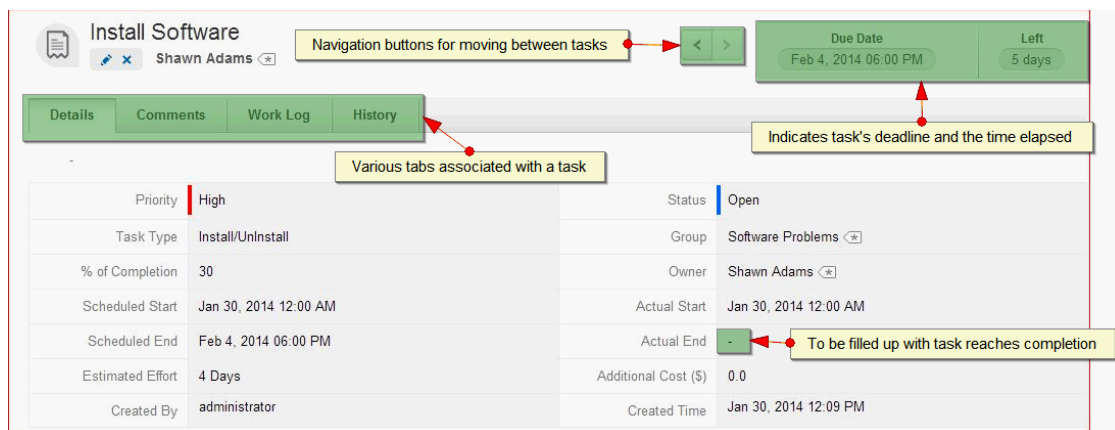 Install Software
Shawn Adams
Navigation buttons for moving between tasks
< >
Due Date Left
Feb 4, 2014 06:00 PM 5 days
Details Comments Work Log History
Indicates task's deadline and the time elapsed
Various tabs associated with a task
-
Priority High Status Open
Task Type Install/UnInstall Group Software Problems
% of Completion 30 Owner Shawn Adams
Scheduled Start Jan 30, 2014 12:00 AM Actual Start Jan 30, 2014 12:00 AM
Scheduled End Feb 4, 2014 06:00 PM Actual End - To be filled up with task reaches completion
Estimated Effort 4 Days Additional Cost ($) 0.0
Created By administrator Created Time Jan 30, 2014 12:09 PM